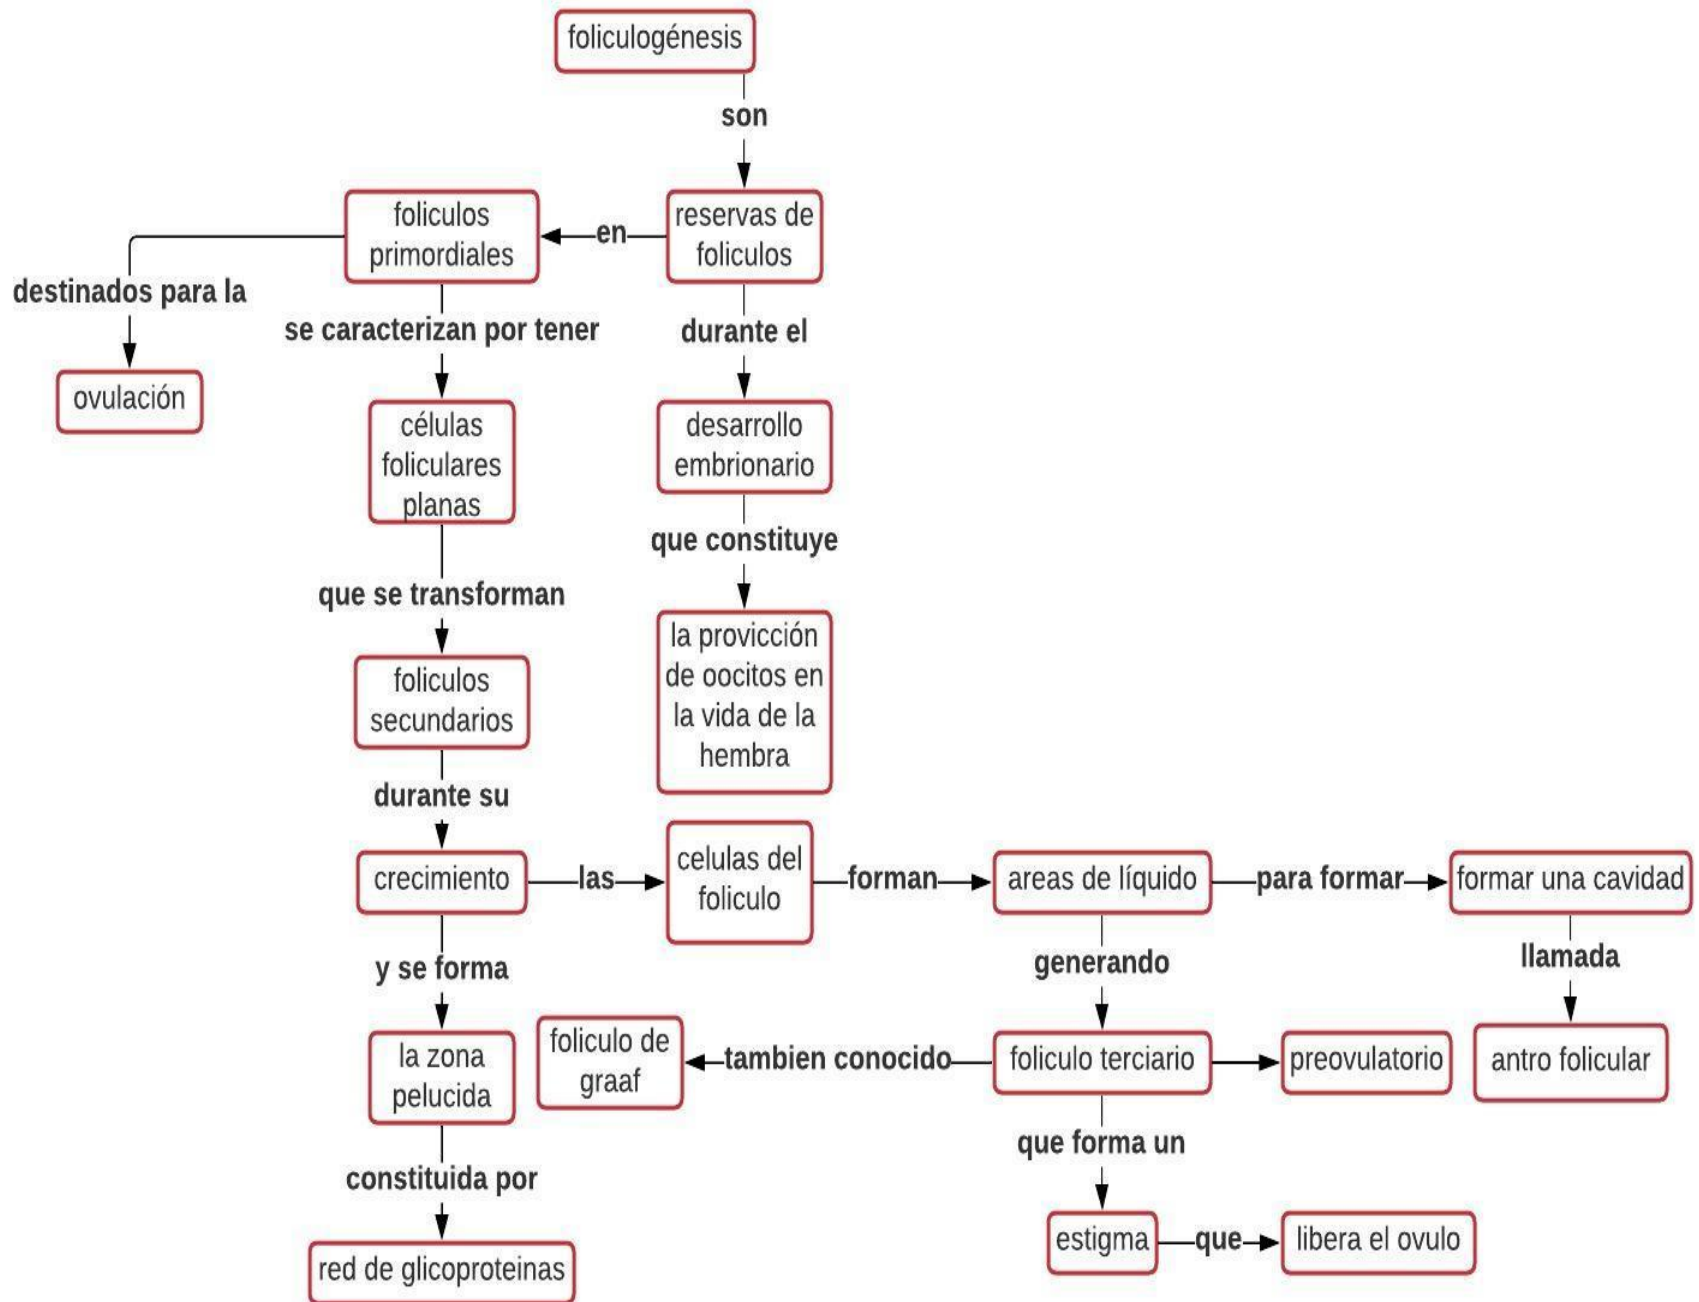 foliculogénesis
son
foliculos
primordiales
en
reservas de
foliculos
destinados para la
se caracterizan por tener
durante el
ovulación
células
foliculares
planas
desarrollo
embrionario
que constituye
que se transforman
la provicción
de oocitos en
la vida de la
hembra
foliculos
secundarios
durante su
crecimiento
las
celulas del
foliculo
forman
areas de líquido
para formar
formar una cavidad
y se forma
generando
llamada
la zona
pelucida
foliculo de
graaf
tambien conocido
foliculo terciario
preovulatorio
antro folicular
constituida por
que forma un
red de glicoproteinas
estigma
que
libera el ovulo